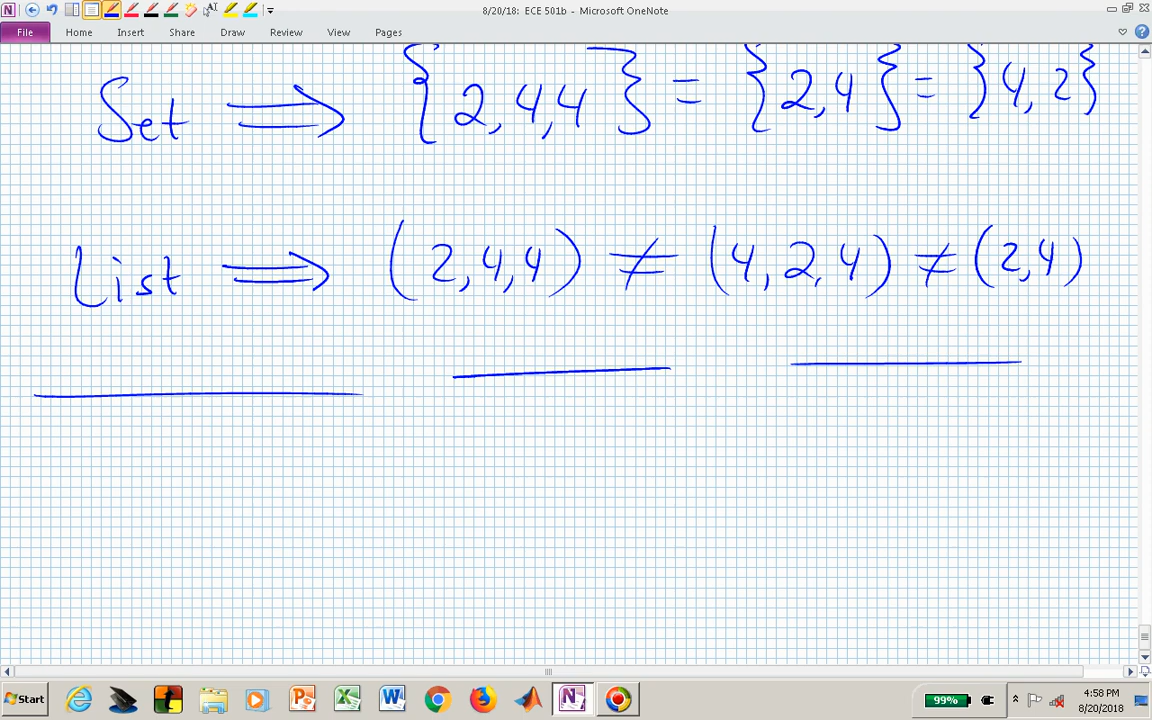 8/20/18: ECE 501b - Microsoft OneNote
File Home Insert Share Draw Review View Pages
Set ⟹ {2,4,4} = {2,4} = {4,2}
List ⟹ (2,4,4) ≠ (4,2,4) ≠ (2,4)
Start 99% 4:58 PM
8/20/2018